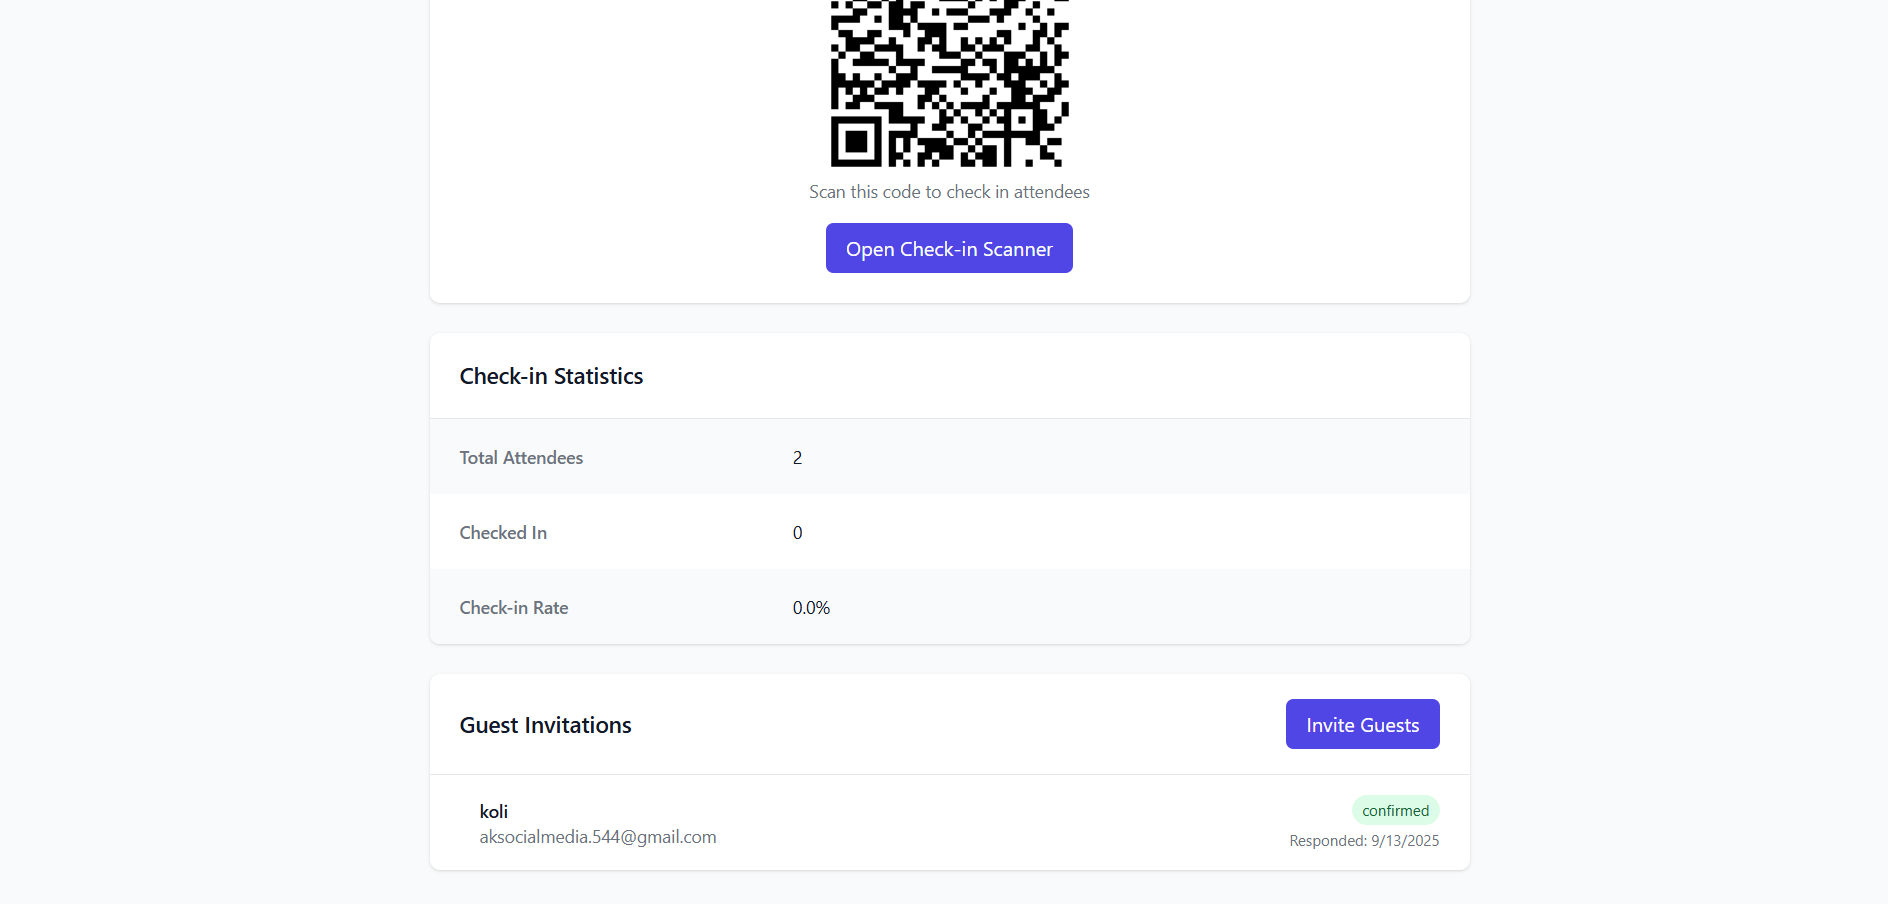 Scan this code to check in attendees
Open Check-in Scanner
Check-in Statistics
Total Attendees 2
Checked In 0
Check-in Rate 0.0%
Guest Invitations
Invite Guests
koli
confirmed
aksocialmedia.544@gmail.com
Responded: 9/13/2025